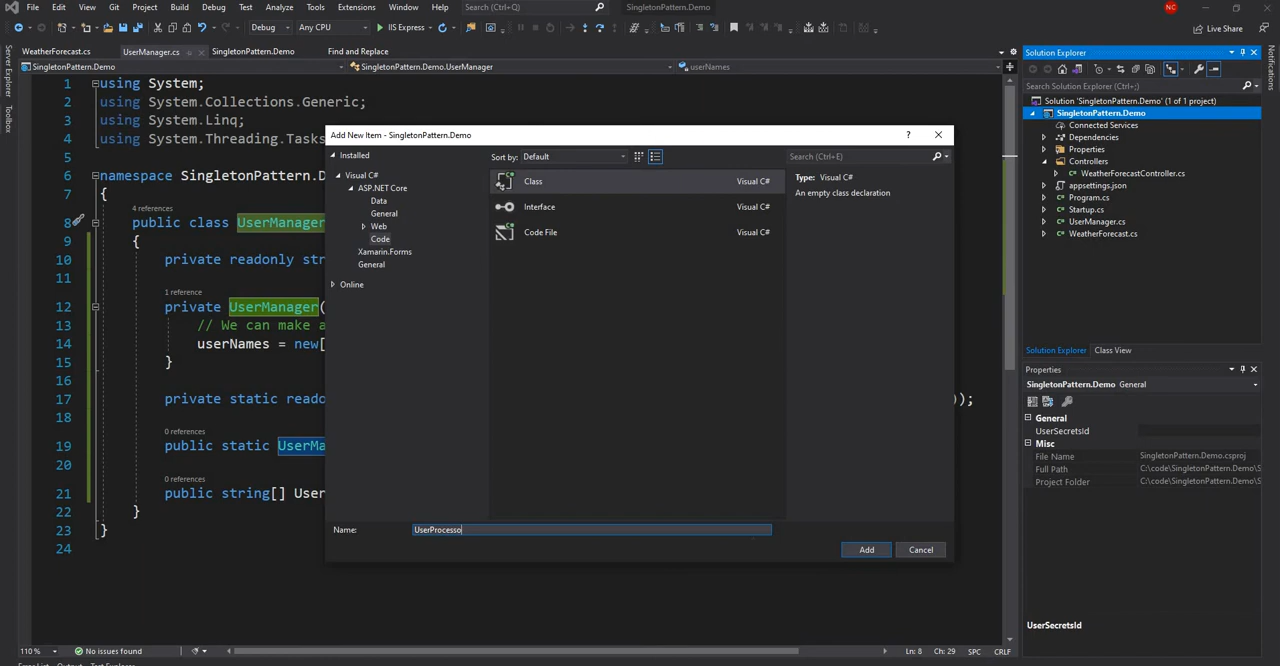 File Edit View Git Project Build Debug Test Analyze Tools Extensions Window Help Search (Ctrl+Q) SingletonPattern.Demo NC
Debug Any CPU IIS Express Live Share
WeatherForecast.cs UserManager.cs SingletonPattern.Demo Find and Replace
SingletonPattern.Demo SingletonPattern.Demo.UserManager userNames
Server Explorer
Toolbox
1 using System;
2 using System.Collections.Generic;
3 using System.Linq;
4 using System.Threading.Tasks
5
6 namespace SingletonPattern.D
7 {
4 references
8 public class UserManager
9 {
10 private readonly str
11
1 reference
12 private UserManager(
13 // We can make a
14 userNames = new[
15 }
16
17 private static reado ));
18
0 references
19 public static UserMa
20
0 references
21 public string[] User
22 }
23 }
24
110 % No issues found Ln: 8 Ch: 29 SPC CRLF
Error List Output Test Explorer
Add New Item - SingletonPattern.Demo ?
Installed
Visual C#
ASP.NET Core
Data
General
Web
Code
Xamarin.Forms
General
Online
Sort by: Default
Class Visual C#
Interface Visual C#
Code File Visual C#
Search (Ctrl+E)
Type: Visual C#
An empty class declaration
Name: UserProcesso
Add Cancel
Solution Explorer
Search Solution Explorer (Ctrl+;)
Solution 'SingletonPattern.Demo' (1 of 1 project)
SingletonPattern.Demo
Connected Services
Dependencies
Properties
Controllers
WeatherForecastController.cs
appsettings.json
Program.cs
Startup.cs
UserManager.cs
WeatherForecast.cs
Solution Explorer Class View
Properties
SingletonPattern.Demo General
General
UserSecretsId
Misc
File Name SingletonPattern.Demo.csproj
Full Path C:\code\SingletonPattern.Demo\S
Project Folder C:\code\SingletonPattern.Demo\S
UserSecretsId
Notifications